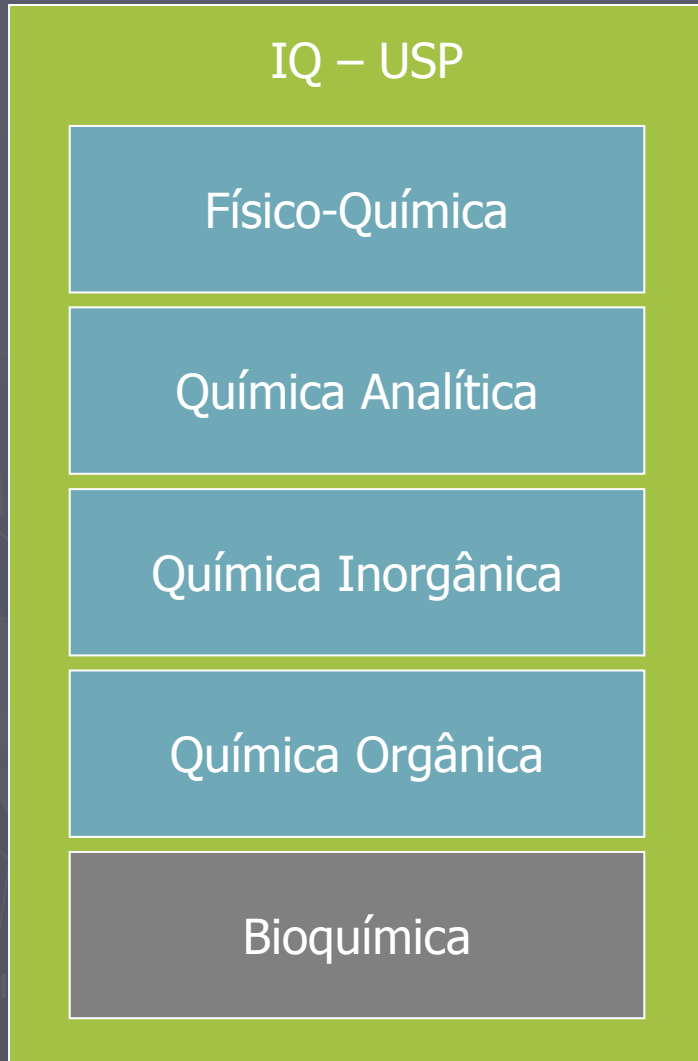 IQ – USP
Físico-Química
Química Analítica
Química Inorgânica
Química Orgânica
Bioquímica